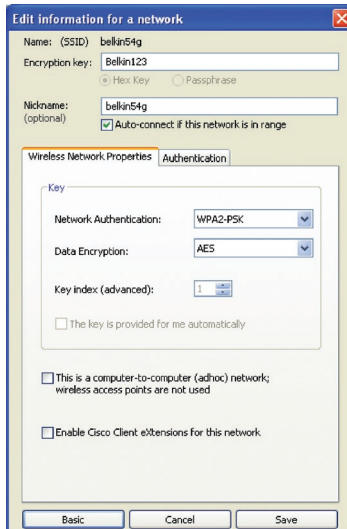 Edit information for a network
Name: (SSID) belkin54g
Encryption key: Belkin123
Hex Key Passphrase
Nickname: belkin54g
(optional)
Auto-connect if this network is in range
Wireless Network Properties Authentication
Key
Network Authentication: WPA2-PSK
Data Encryption: AES
Key index (advanced): 1
The key is provided for me automatically
This is a computer-to-computer (adhoc) network;
wireless access points are not used
Enable Cisco Client eXtensions for this network
Basic Cancel Save